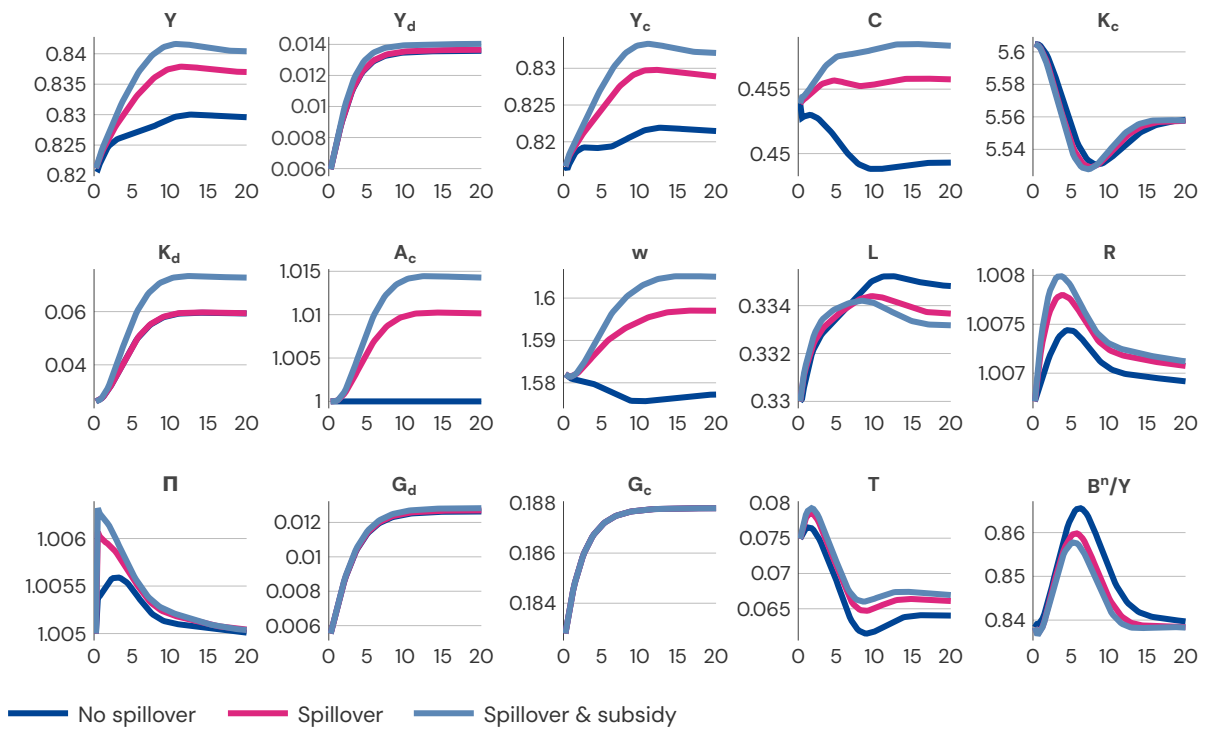 Y Y_d Y_c C K_c
0.84 0.835 0.83 0.825 0.82
0 5 10 15 20
0.014 0.012 0.01 0.008 0.006
0 5 10 15 20
0.83 0.825 0.82
0 5 10 15 20
0.455 0.45
0 5 10 15 20
5.6 5.58 5.56 5.54
0 5 10 15 20
K_d A_c w L R
0.06 0.04
0 5 10 15 20
1.015 1.01 1.005 1
0 5 10 15 20
1.6 1.59 1.58
0 5 10 15 20
0.334 0.332 0.33
0 5 10 15 20
1.008 1.0075 1.007
0 5 10 15 20
Π G_d G_c T Bⁿ/Y
1.006 1.0055 1.005
0 5 10 15 20
0.012 0.01 0.008 0.006
0 5 10 15 20
0.188 0.186 0.184
0 5 10 15 20
0.08 0.075 0.07 0.065
0 5 10 15 20
0.86 0.85 0.84
0 5 10 15 20
No spillover Spillover Spillover & subsidy